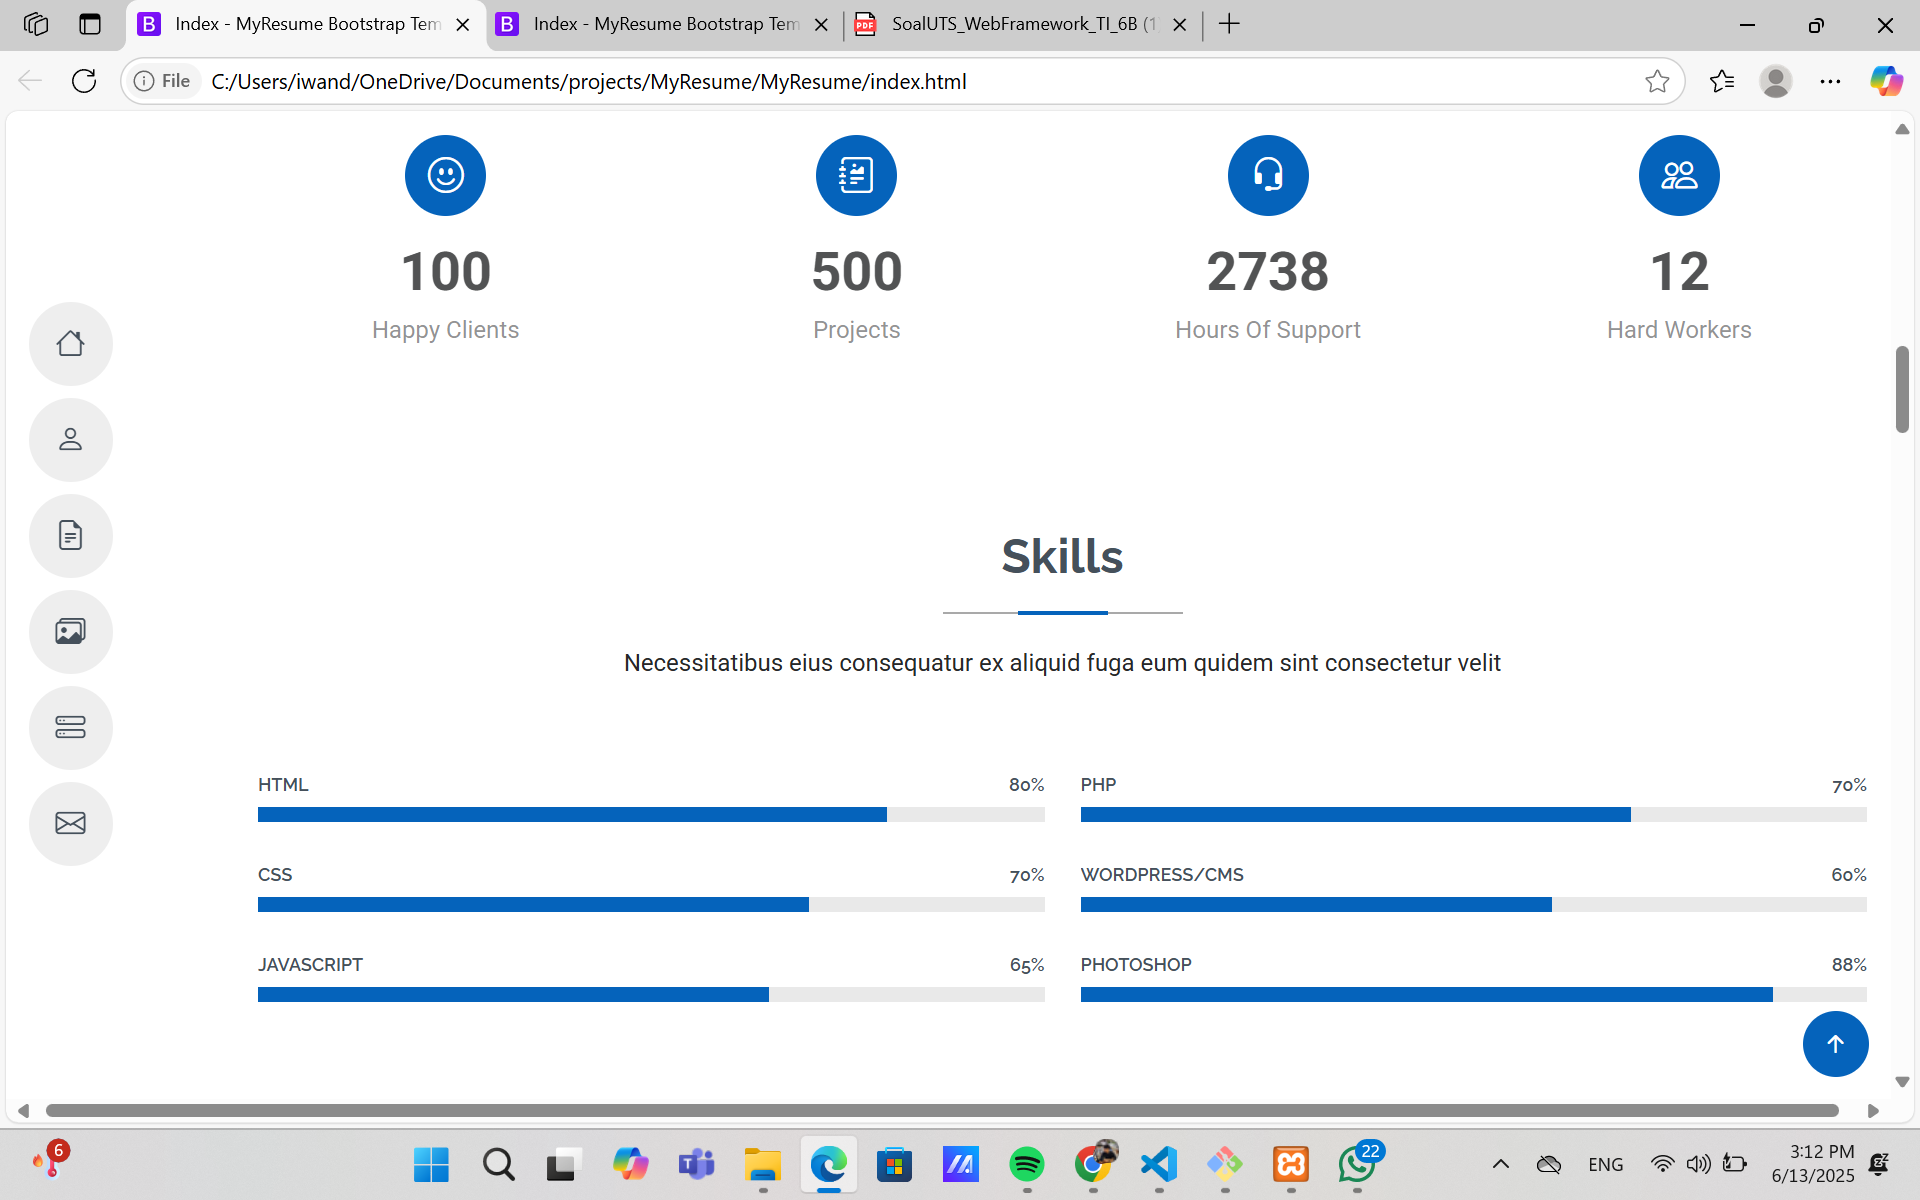 Index - MyResume Bootstrap Tem
Index - MyResume Bootstrap Tem
SoalUTS_WebFramework_TI_6B (1
File
C:/Users/iwand/OneDrive/Documents/projects/MyResume/MyResume/index.html
100
Happy Clients
500
Projects
2738
Hours Of Support
12
Hard Workers
Skills
Necessitatibus eius consequatur ex aliquid fuga eum quidem sint consectetur velit
HTML 80%
PHP 70%
CSS 70%
WORDPRESS/CMS 60%
JAVASCRIPT 65%
PHOTOSHOP 88%
6
22
ENG
3:12 PM
6/13/2025